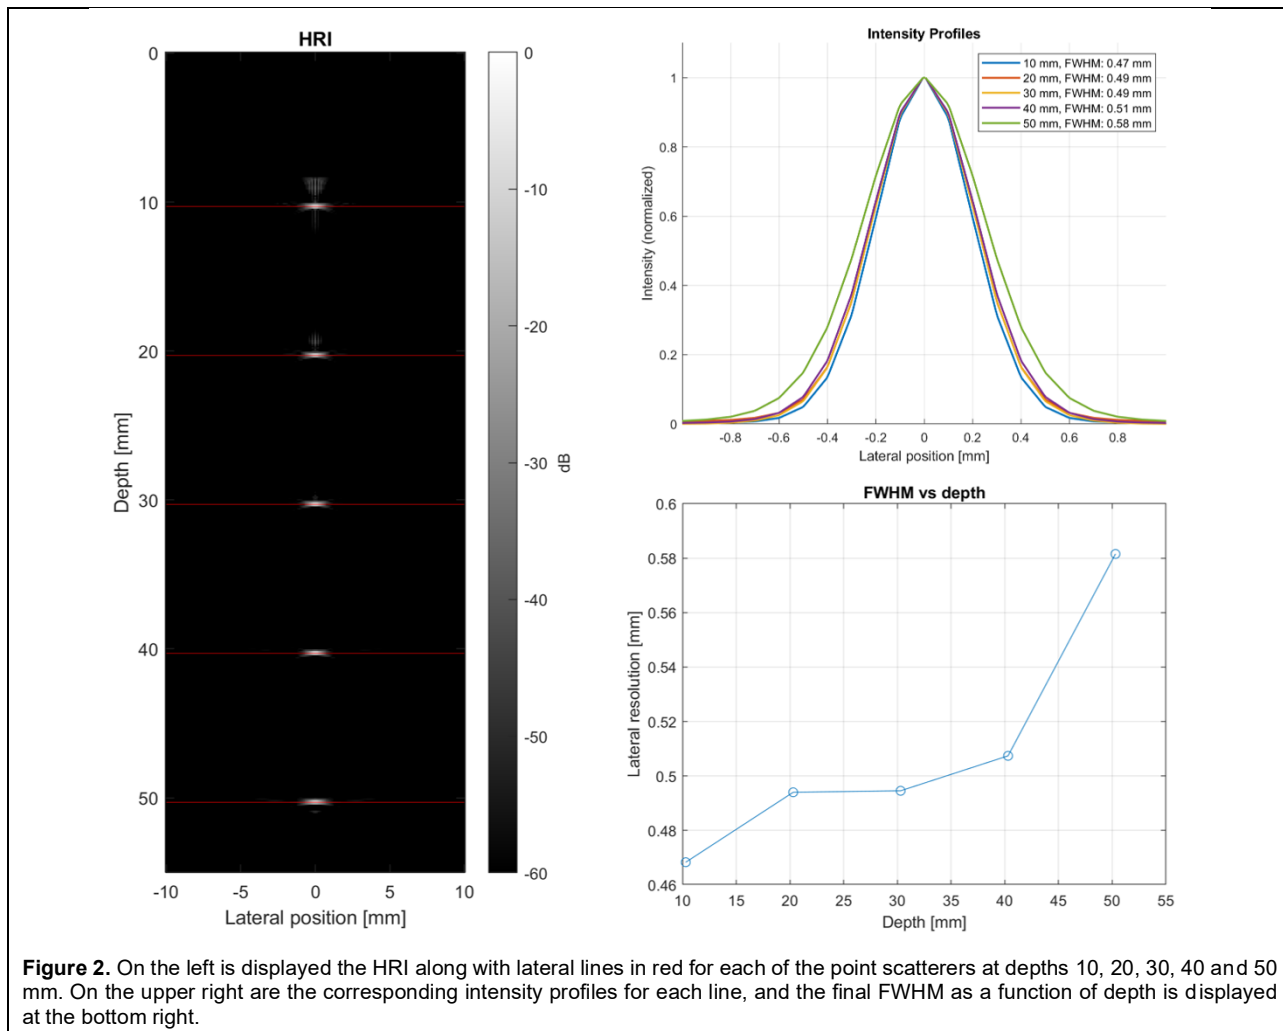 HRI
0
10
20
30
40
50
Depth [mm]
-10
-5
0
5
10
Lateral position [mm]
0
-10
-20
-30
-40
-50
-60
dB
Intensity Profiles
10 mm, FWHM: 0.47 mm
20 mm, FWHM: 0.49 mm
30 mm, FWHM: 0.49 mm
40 mm, FWHM: 0.51 mm
50 mm, FWHM: 0.58 mm
1
0.8
0.6
0.4
0.2
0
Intensity (normalized)
-0.8
-0.6
-0.4
-0.2
0
0.2
0.4
0.6
0.8
Lateral position [mm]
FWHM vs depth
0.6
0.58
0.56
0.54
0.52
0.5
0.48
0.46
Lateral resolution [mm]
10
15
20
25
30
35
40
45
50
55
Depth [mm]
Figure 2. On the left is displayed the HRI along with lateral lines in red for each of the point scatterers at depths 10, 20, 30, 40 and 50
mm. On the upper right are the corresponding intensity profiles for each line, and the final FWHM as a function of depth is displayed
at the bottom right.